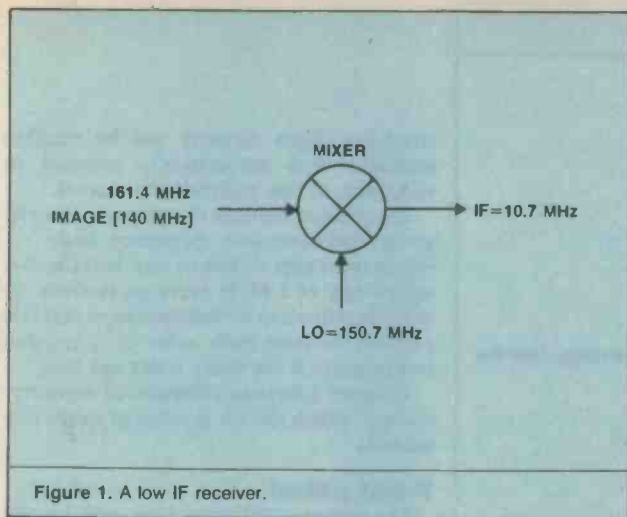 MIXER
161.4 MHz
IMAGE [140 MHz]
IF=10.7 MHz
LO=150.7 MHz
Figure 1. A low IF receiver.